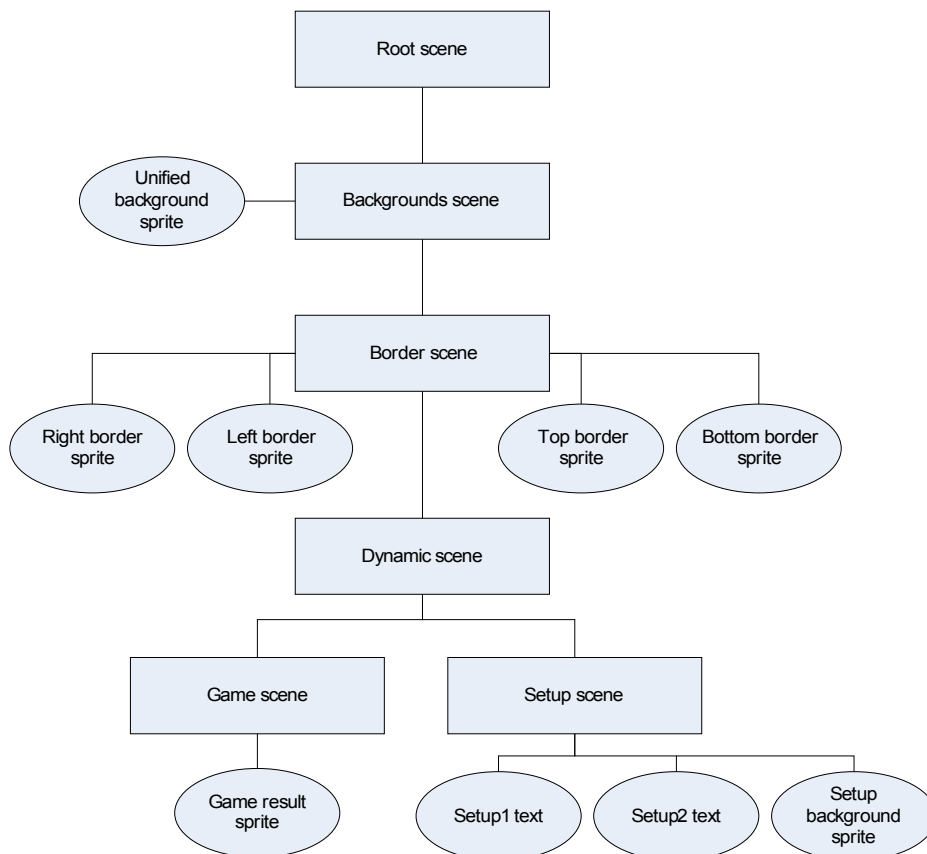 Root scene
Unified
background
sprite
Backgrounds scene
Border scene
Right border
sprite
Left border
sprite
Top border
sprite
Bottom border
sprite
Dynamic scene
Game scene
Setup scene
Game result
sprite
Setup1 text
Setup2 text
Setup
background
sprite